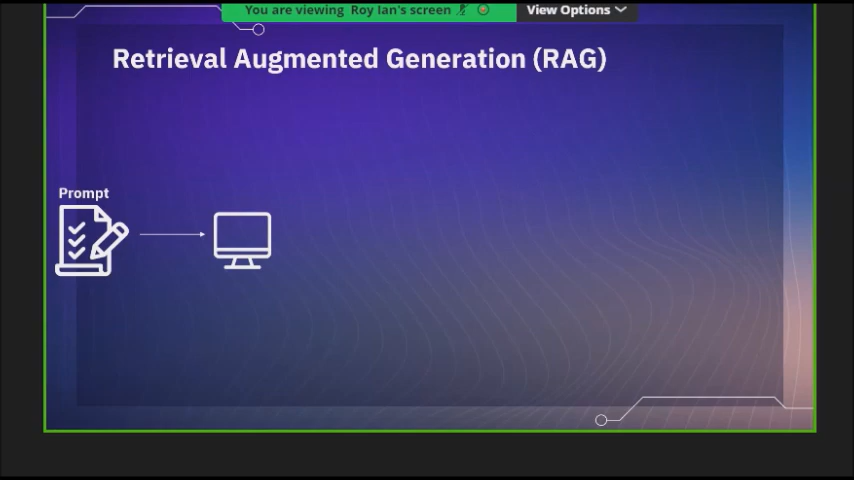 You are viewing Roy Ian's screen
View Options
Retrieval Augmented Generation (RAG)
Prompt